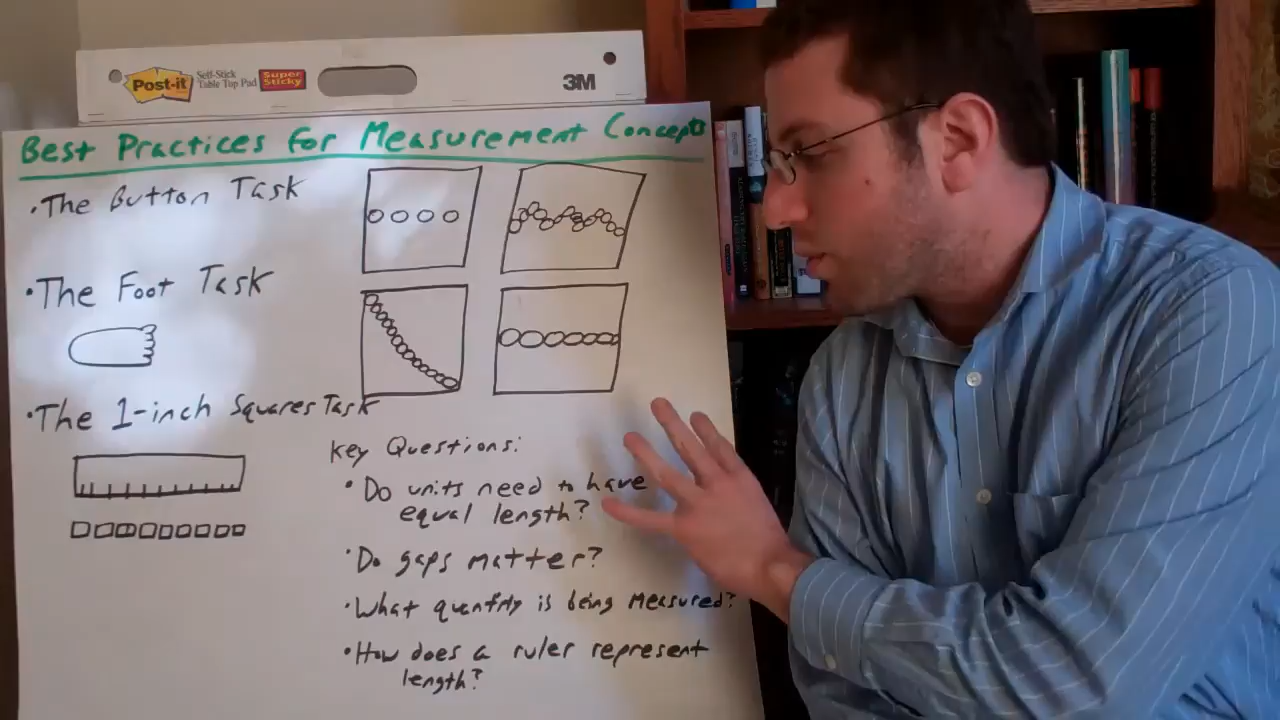 Post-it
Self-Stick
Table Top Pad
Super
Sticky
3M
Best Practices for Measurement Concepts
• The Button Task
• The Foot Task
• The 1-inch Squares Task
Key Questions:
• Do units need to have
equal length?
• Do gaps matter?
• What quantity is being measured?
• How does a ruler represent
length?